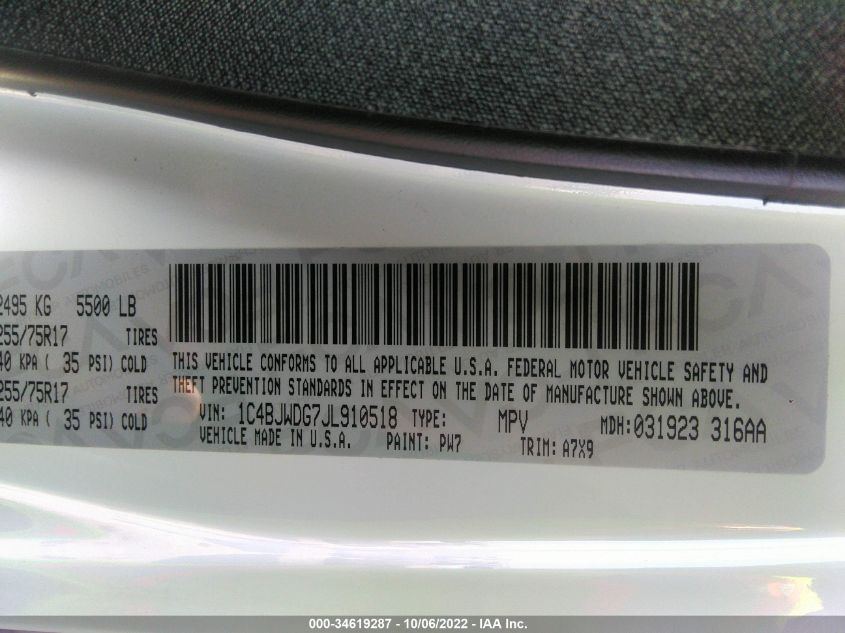 2495 KG 5500 LB
255/75R17 TIRES
40 KPA ( 35 PSI) COLD
255/75R17 TIRES
40 KPA ( 35 PSI) COLD
THIS VEHICLE CONFORMS TO ALL APPLICABLE U.S.A. FEDERAL MOTOR VEHICLE SAFETY AND
THEFT PREVENTION STANDARDS IN EFFECT ON THE DATE OF MANUFACTURE SHOWN ABOVE.
VIN: 1C4BJWDG7JL910518 TYPE: MPV MDH:031923 316AA
VEHICLE MADE IN U.S.A. PAINT: PW7 TRIM: A7X9
000-34619287 - 10/06/2022 - IAA Inc.